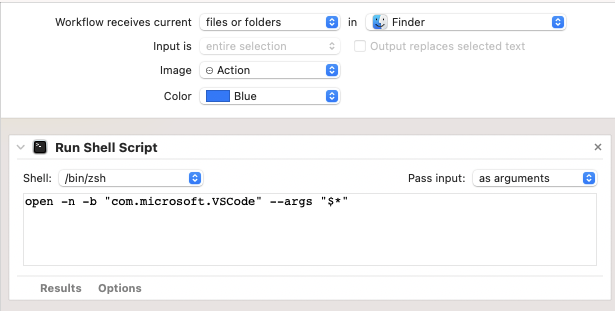 Workflow receives current files or folders in Finder
Input is entire selection Output replaces selected text
Image Action
Color Blue
Run Shell Script
Shell: /bin/zsh Pass input: as arguments
open -n -b "com.microsoft.VSCode" --args "$*"
Results Options